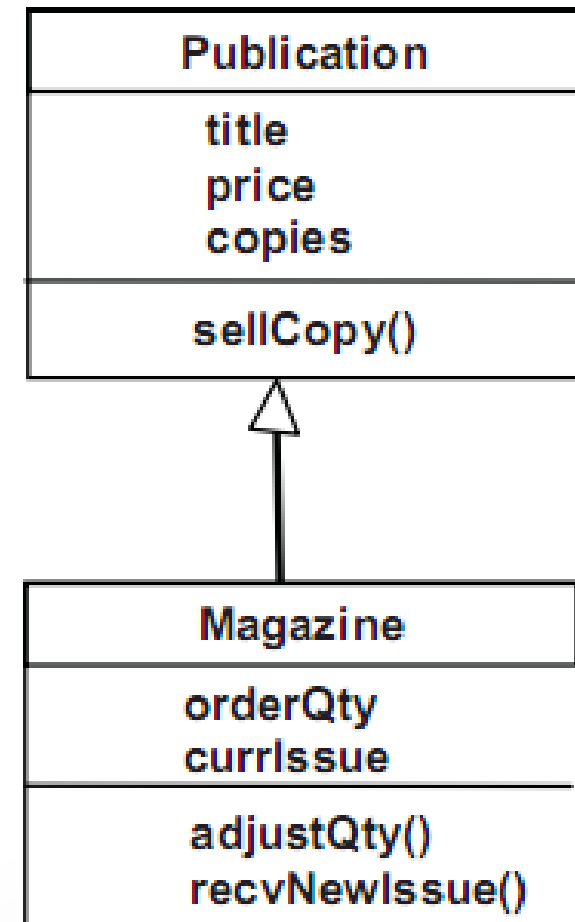 Publication
title
price
copies
sellCopy()
Magazine
orderQty
currIssue
adjustQty()
recvNewIssue()